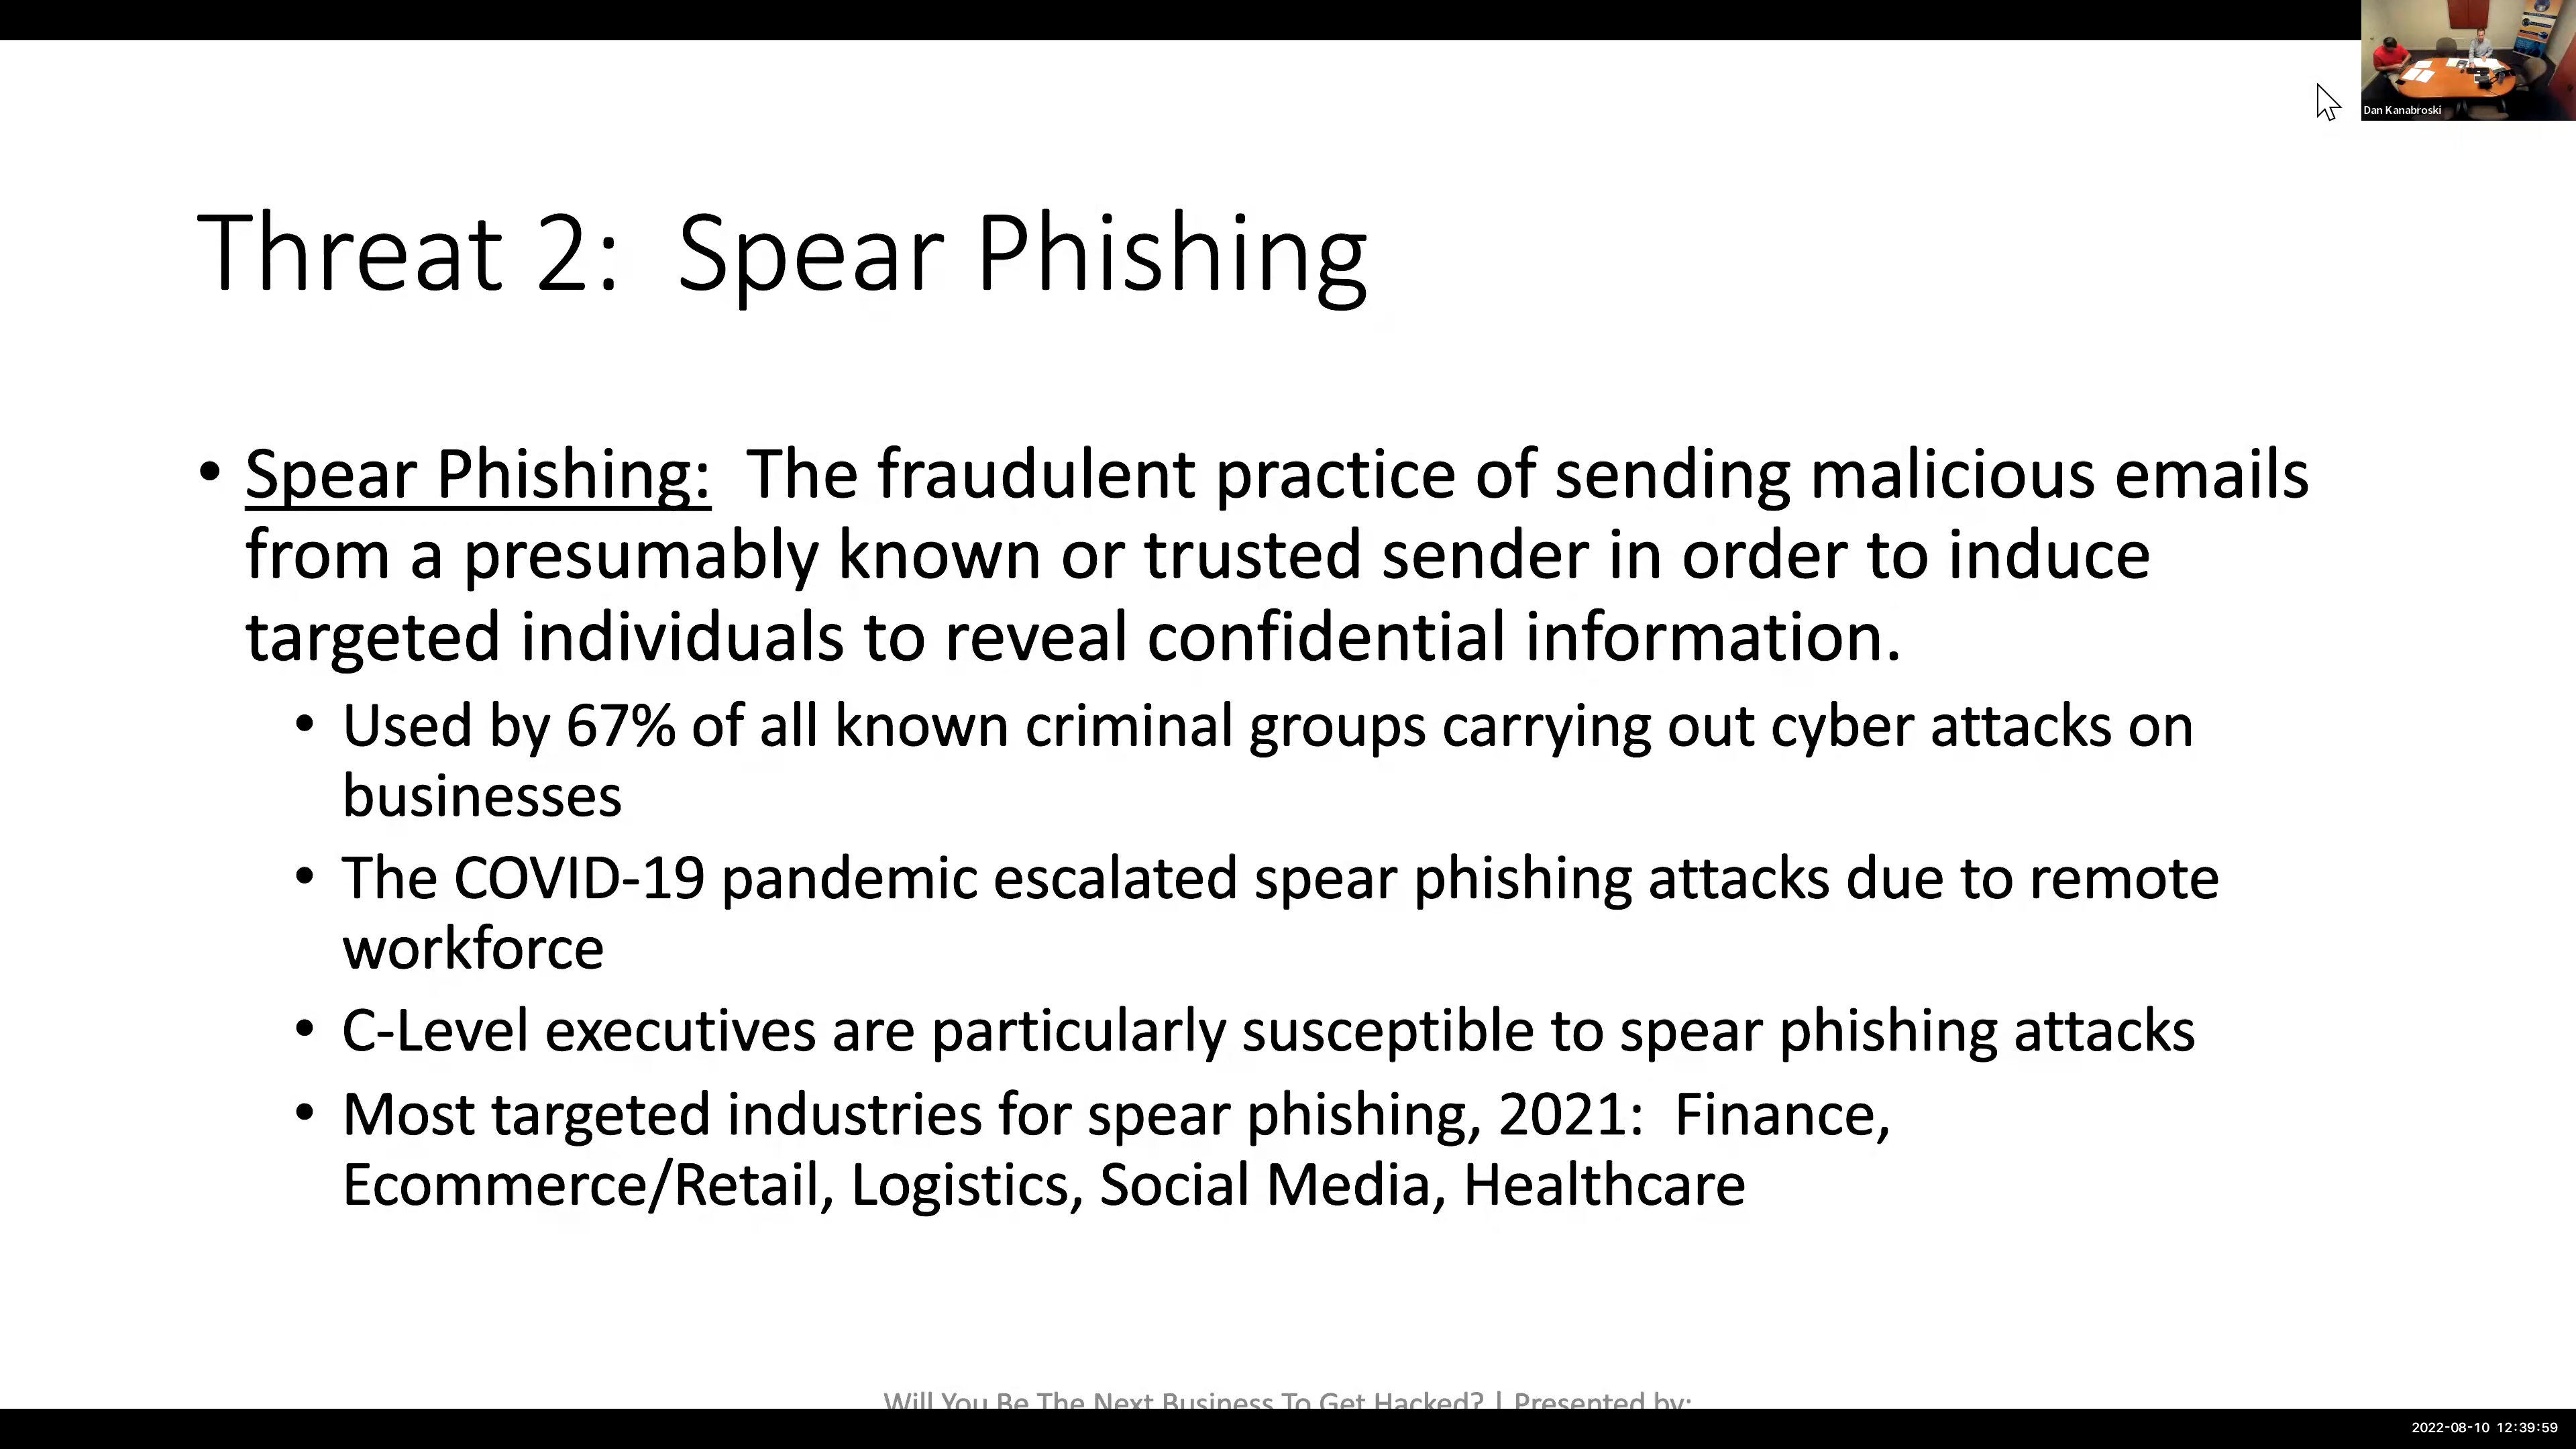 Dan Kanabroski
Threat 2:  Spear Phishing
• Spear Phishing:  The fraudulent practice of sending malicious emails
from a presumably known or trusted sender in order to induce
targeted individuals to reveal confidential information.
• Used by 67% of all known criminal groups carrying out cyber attacks on
businesses
• The COVID-19 pandemic escalated spear phishing attacks due to remote
workforce
• C-Level executives are particularly susceptible to spear phishing attacks
• Most targeted industries for spear phishing, 2021:  Finance,
Ecommerce/Retail, Logistics, Social Media, Healthcare
Will You Be The Next Business To Get Hacked? | Presented by:
2022-08-10 12:39:59